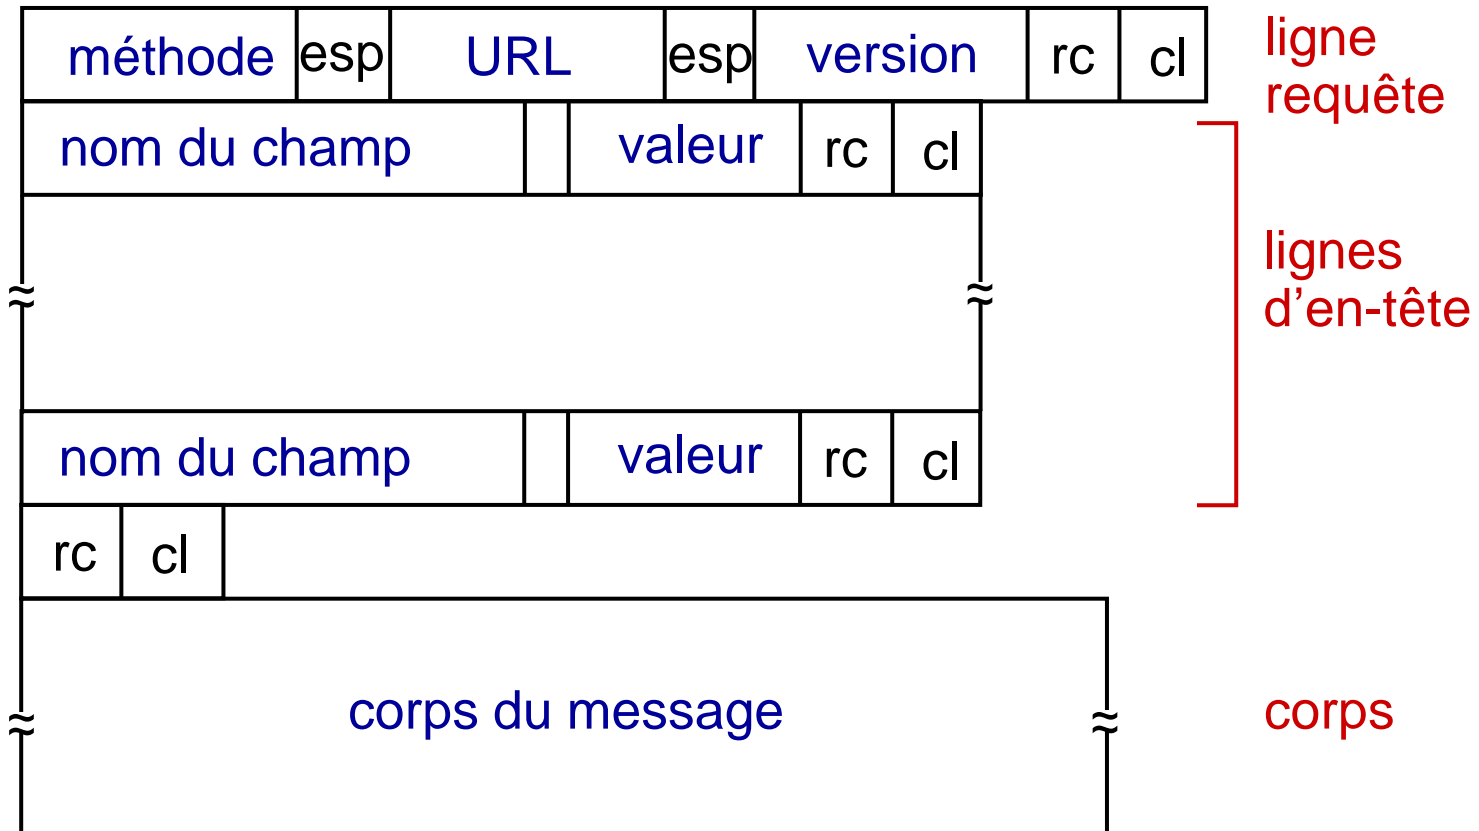 méthode esp URL esp version rc cl
ligne
requête
nom du champ valeur rc cl
lignes
d’en-tête
nom du champ valeur rc cl
rc cl
corps du message
corps